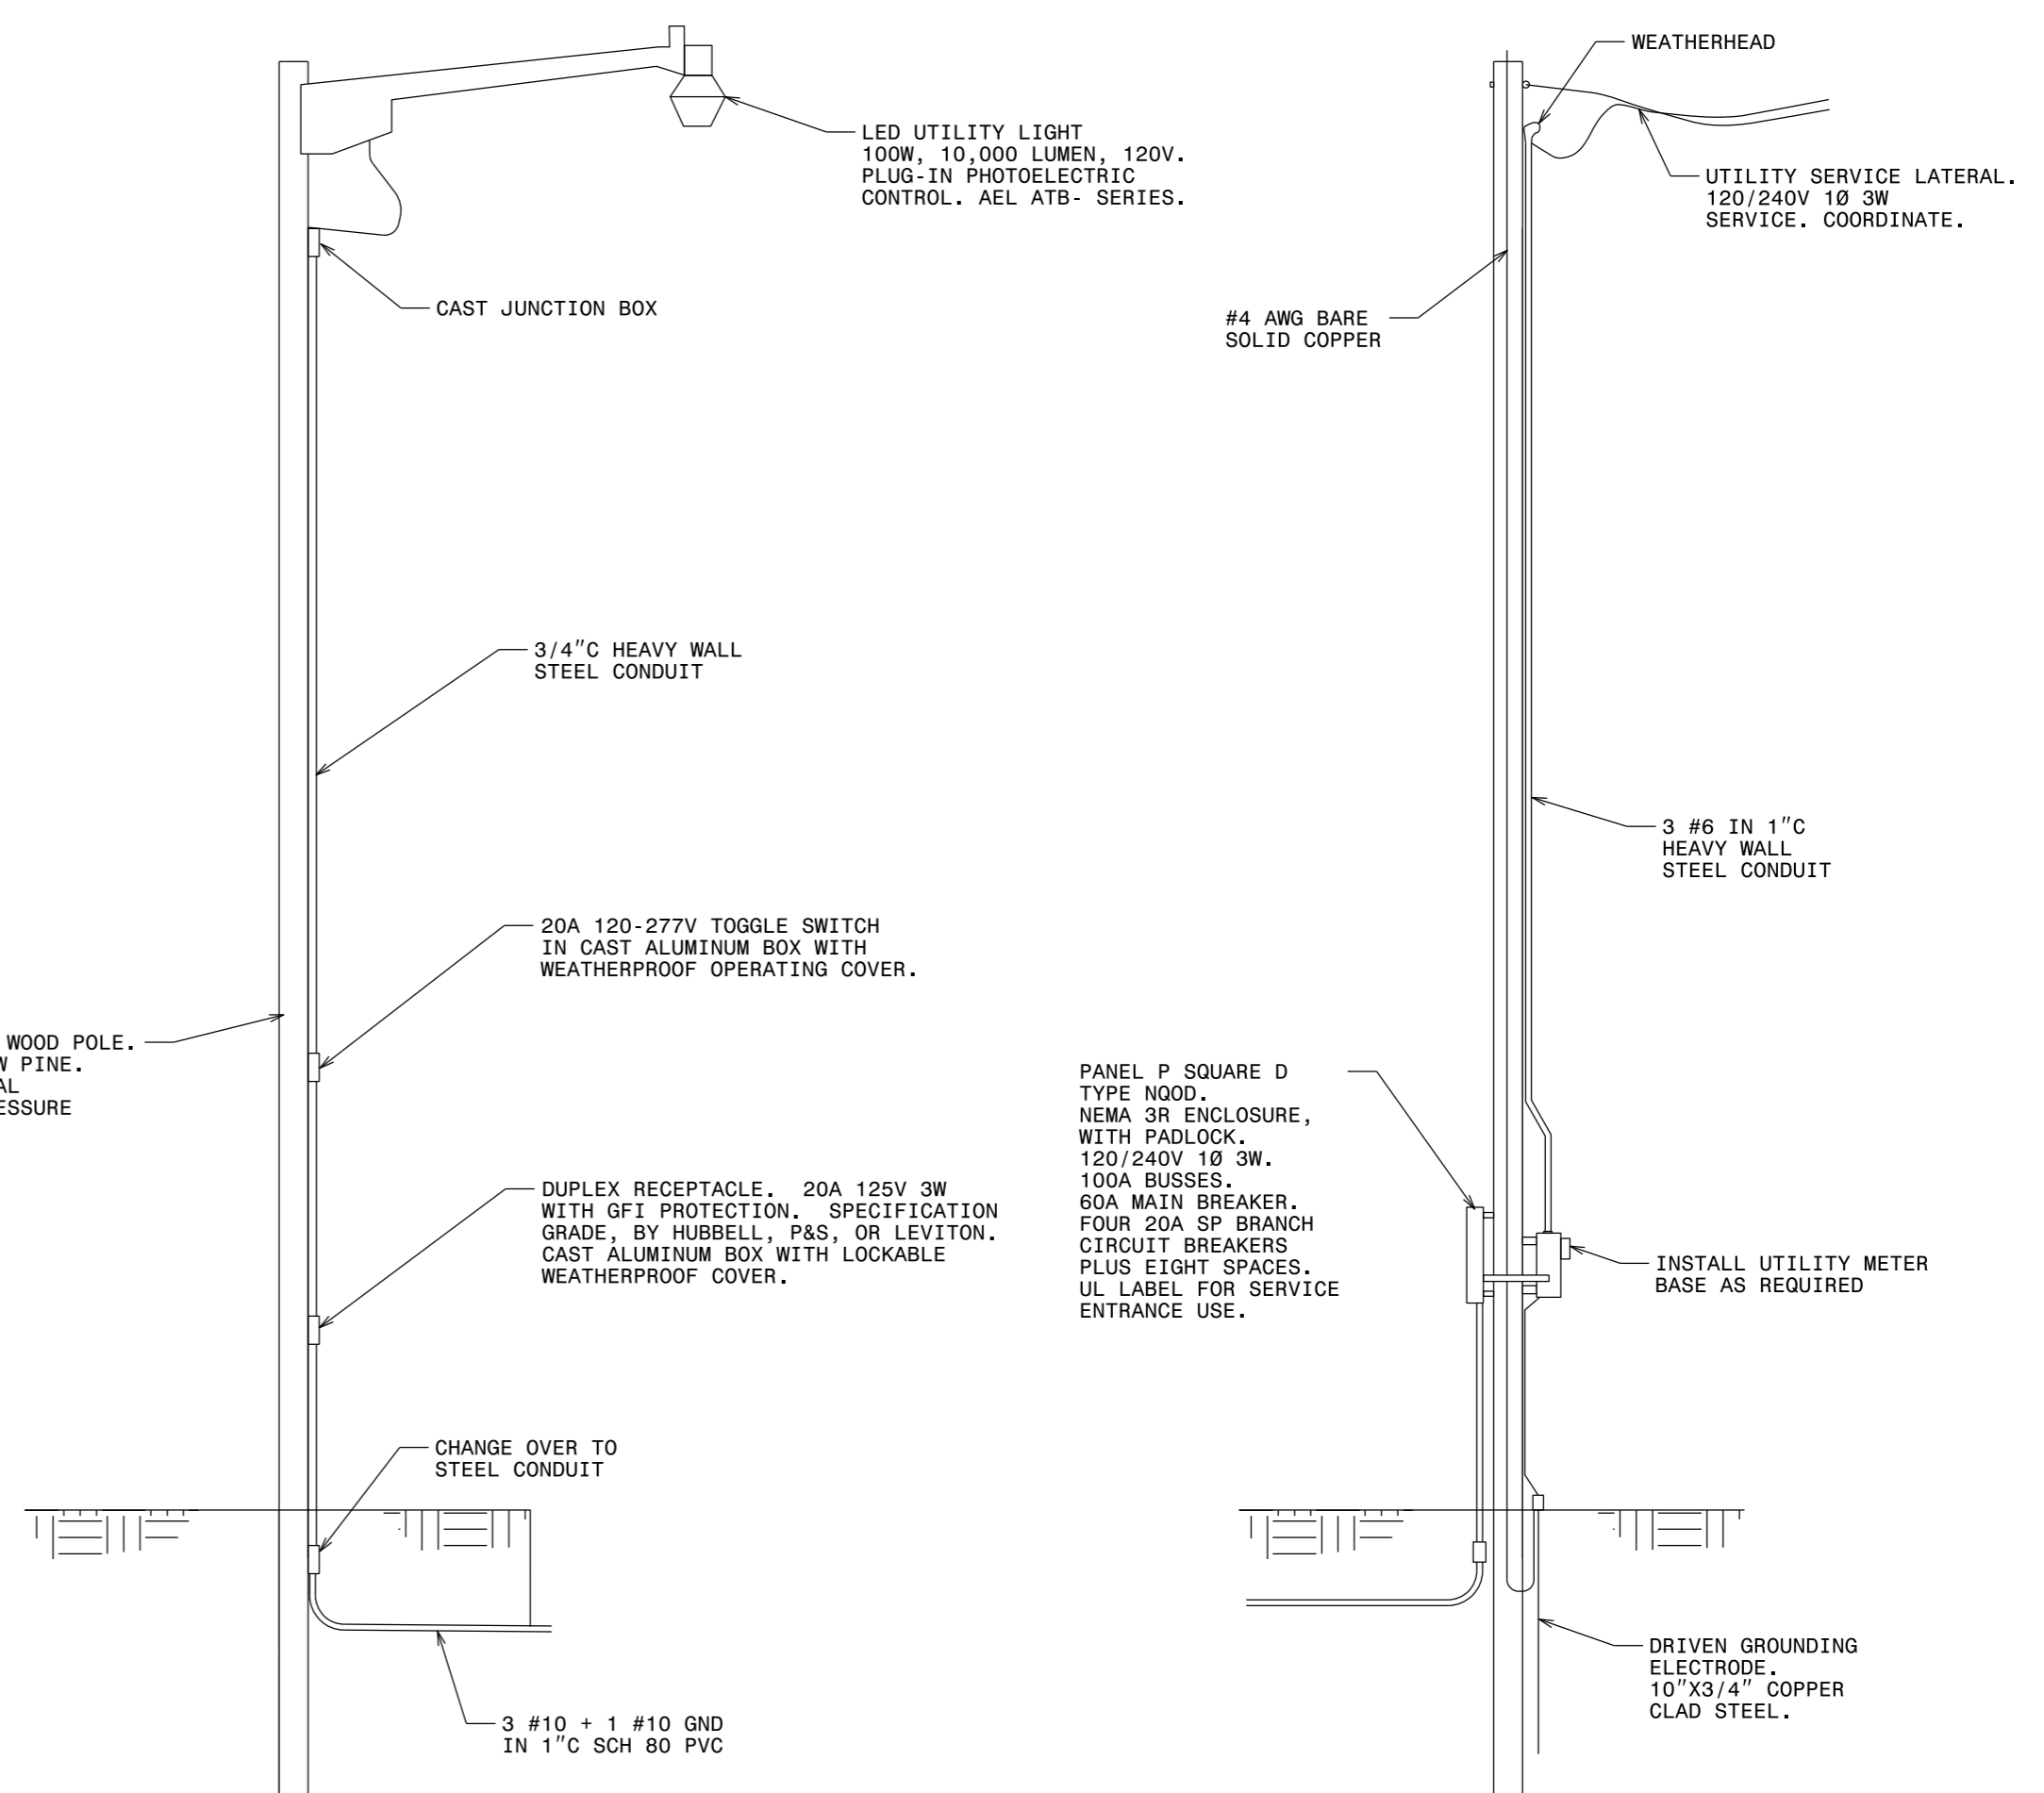 LED UTILITY LIGHT
100W, 10,000 LUMEN, 120V.
PLUG-IN PHOTOELECTRIC
CONTROL. AEL ATB- SERIES.
CAST JUNCTION BOX
3/4"C HEAVY WALL
STEEL CONDUIT
20A 120-277V TOGGLE SWITCH
IN CAST ALUMINUM BOX WITH
WEATHERPROOF OPERATING COVER.
WOOD POLE.
PINE.
DUPLEX RECEPTACLE. 20A 125V 3W
WITH GFI PROTECTION. SPECIFICATION
GRADE, BY HUBBELL, P&S, OR LEVITON.
CAST ALUMINUM BOX WITH LOCKABLE
WEATHERPROOF COVER.
CHANGE OVER TO
STEEL CONDUIT
3 #10 + 1 #10 GND
IN 1"C SCH 80 PVC
WEATHERHEAD
UTILITY SERVICE LATERAL.
120/240V 1Ø 3W
SERVICE. COORDINATE.
#4 AWG BARE
SOLID COPPER
3 #6 IN 1"C
HEAVY WALL
STEEL CONDUIT
PANEL P SQUARE D
TYPE NQOD.
NEMA 3R ENCLOSURE,
WITH PADLOCK.
120/240V 1Ø 3W.
100A BUSSES.
60A MAIN BREAKER.
FOUR 20A SP BRANCH
CIRCUIT BREAKERS
PLUS EIGHT SPACES.
UL LABEL FOR SERVICE
ENTRANCE USE.
INSTALL UTILITY METER
BASE AS REQUIRED
DRIVEN GROUNDING
ELECTRODE.
10"X3/4" COPPER
CLAD STEEL.